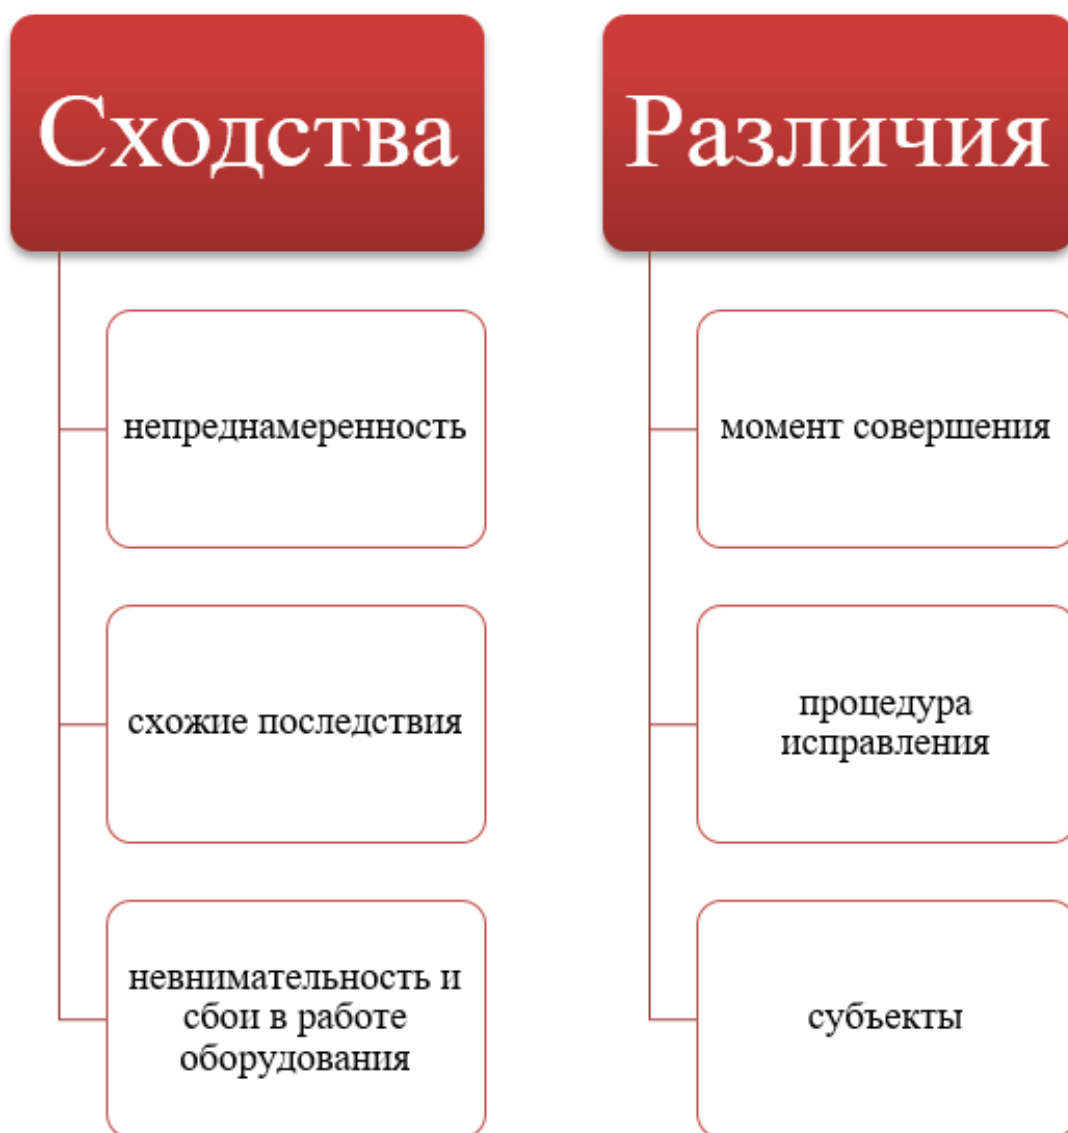 Сходства
непреднамеренность
схожие последствия
невнимательность и
сбои в работе
оборудования
Различия
момент совершения
процедура
исправления
субъекты